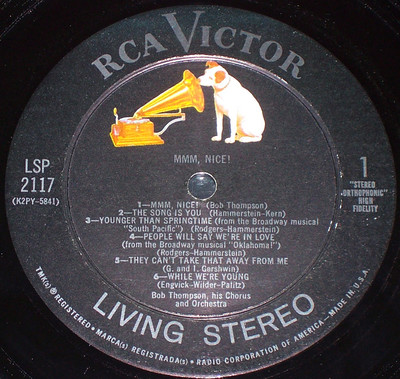 RCA VICTOR
MMM, NICE!
LSP
2117
(K2PY-5841)
1
"STEREO
-ORTHOPHONIC"
HIGH
FIDELITY
1—MMM, NICE! (Bob Thompson)
2—THE SONG IS YOU (Hammerstein-Kern)
3—YOUNGER THAN SPRINGTIME (from the Broadway musical
"South Pacific") (Rodgers-Hammerstein)
4—PEOPLE WILL SAY WE'RE IN LOVE
(from the Broadway musical "Oklahoma!")
(Rodgers-Hammerstein)
5—THEY CAN'T TAKE THAT AWAY FROM ME
(G. and I. Gershwin)
6—WHILE WE'RE YOUNG
(Engvick-Wilder-Palitz)
Bob Thompson, his Chorus
and Orchestra
LIVING STEREO
TMK(s) ® REGISTERED • MARCA(s) REGISTRADA(s) • RADIO CORPORATION OF AMERICA—MADE IN U.S.A.